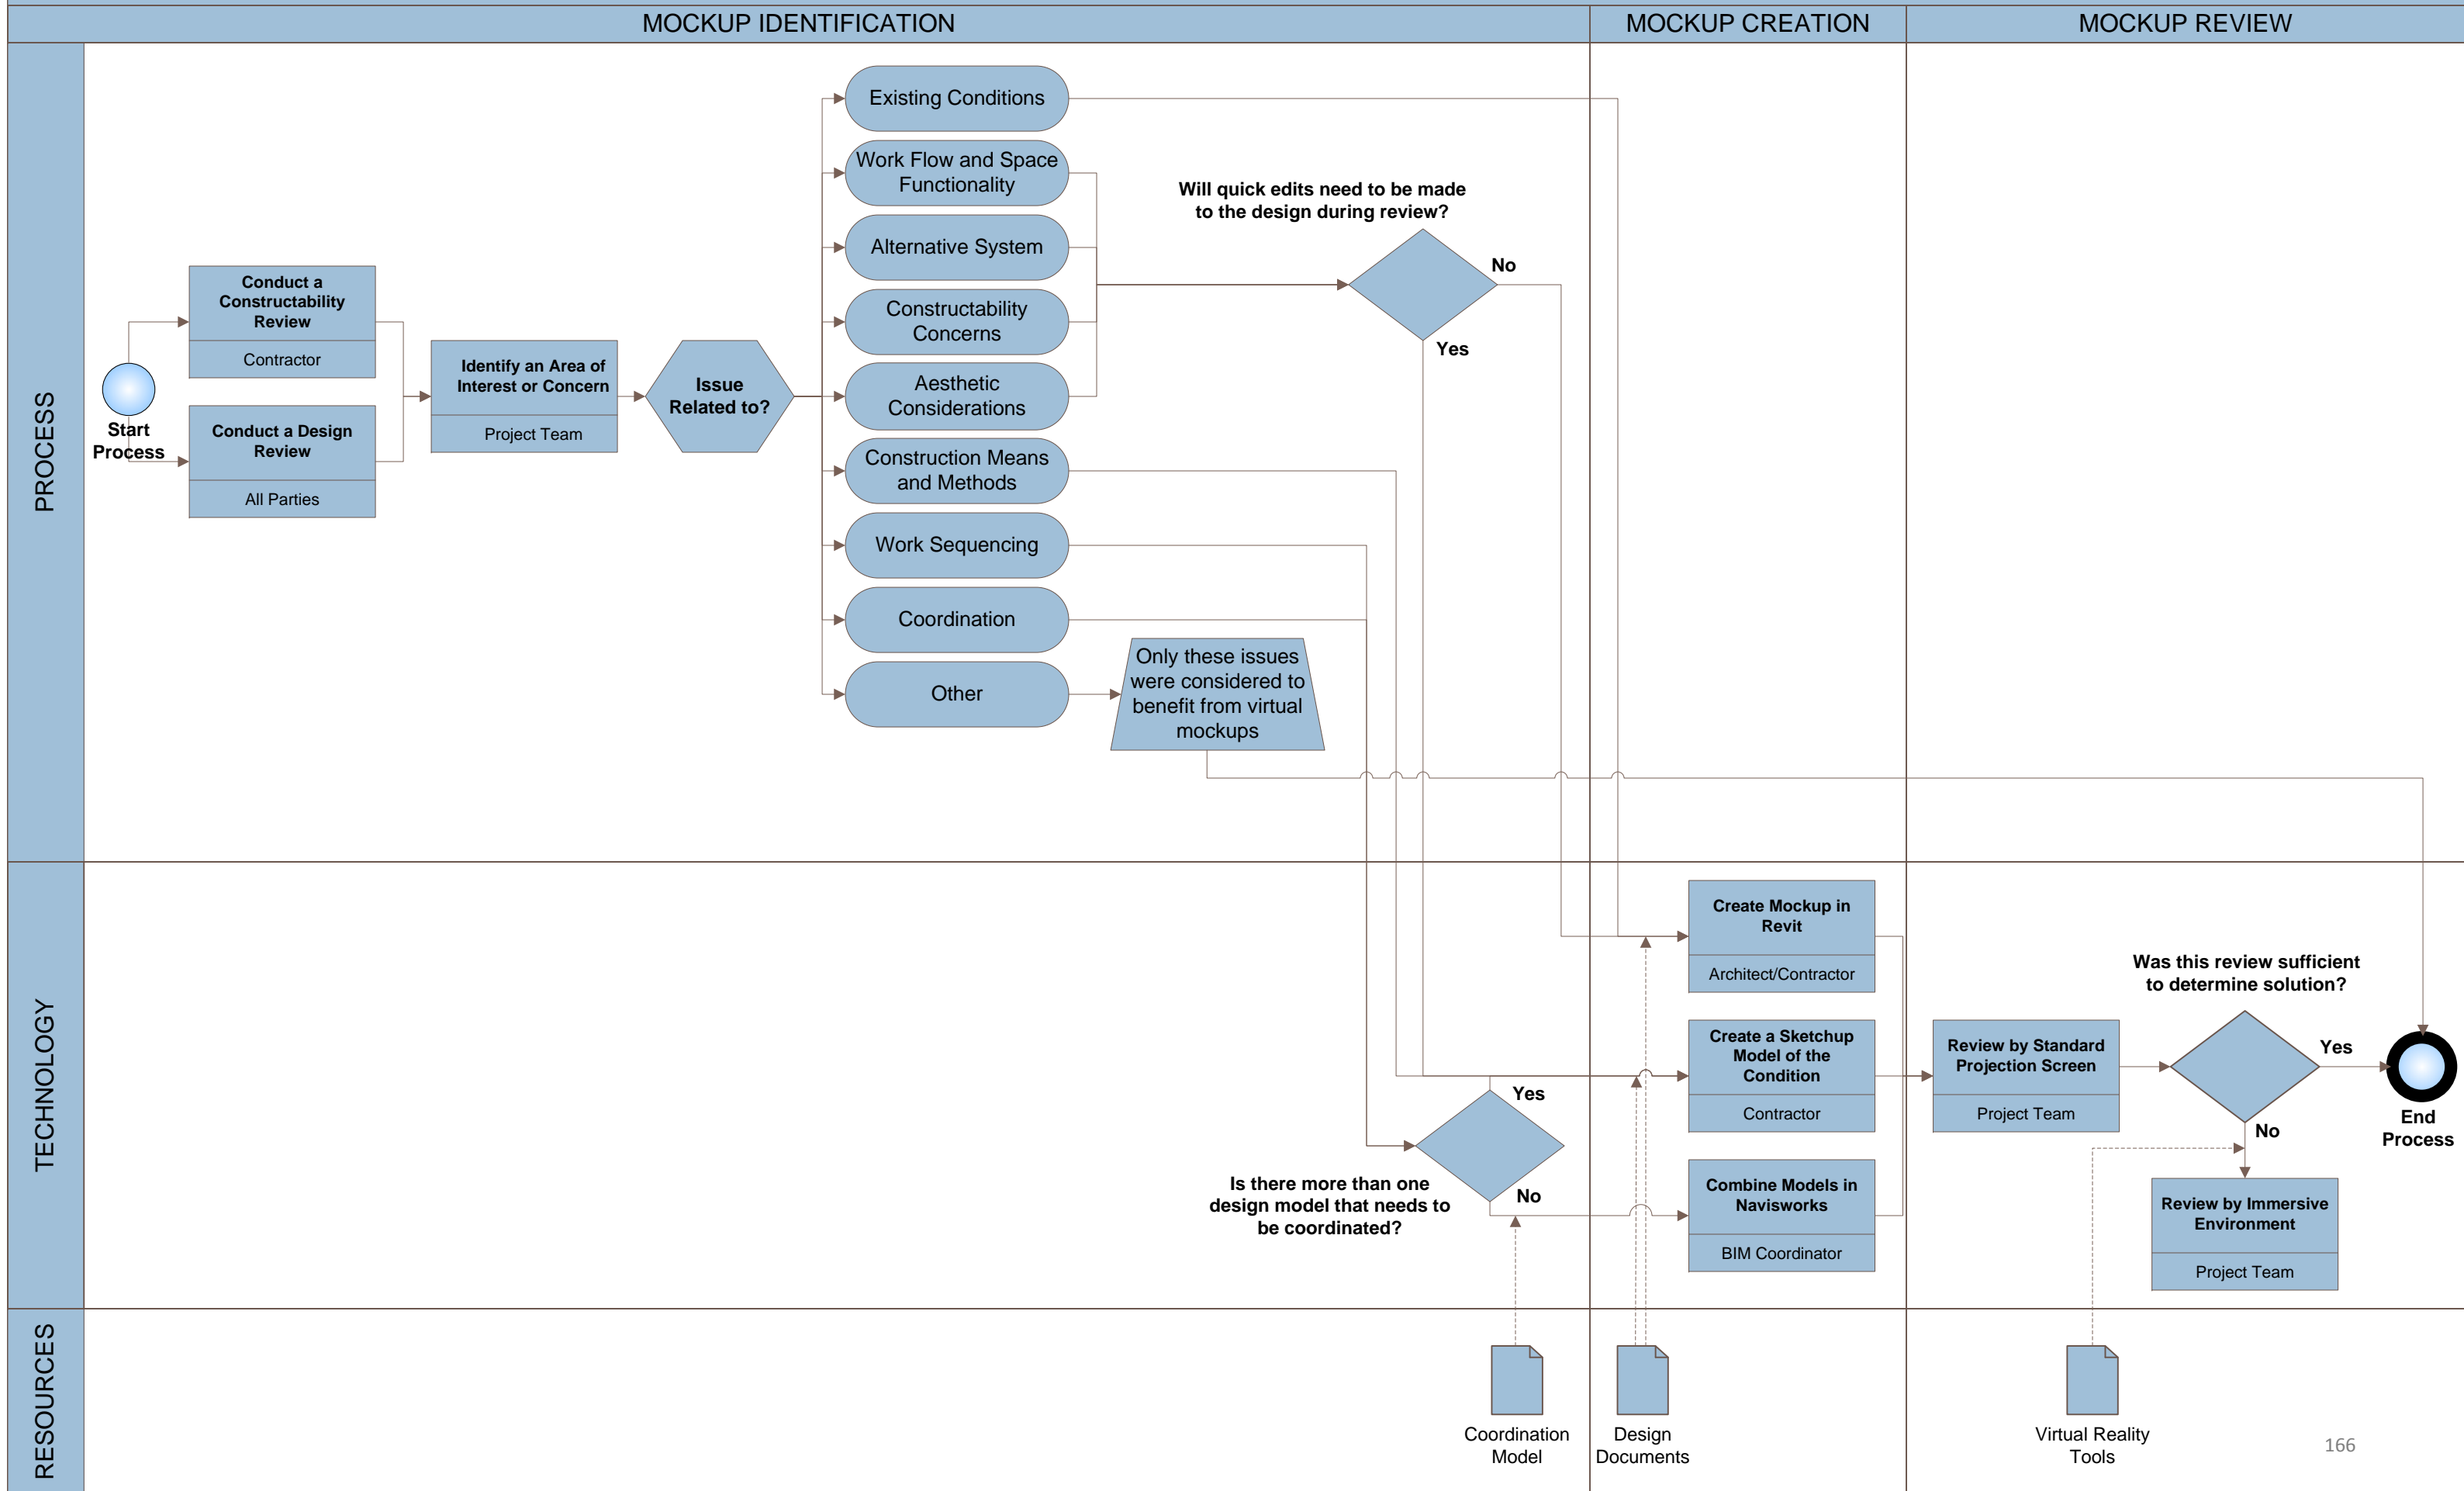 MOCKUP IDENTIFICATION
MOCKUP CREATION
MOCKUP REVIEW
PROCESS
Start
Process
Conduct a
Constructability
Review
Contractor
Conduct a Design
Review
All Parties
Identify an Area of
Interest or Concern
Project Team
Issue
Related to?
Existing Conditions
Work Flow and Space
Functionality
Alternative System
Constructability
Concerns
Aesthetic
Considerations
Construction Means
and Methods
Work Sequencing
Coordination
Other
Only these issues
were considered to
benefit from virtual
mockups
Will quick edits need to be made
to the design during review?
No
Yes
TECHNOLOGY
Is there more than one
design model that needs to
be coordinated?
Yes
No
Create Mockup in
Revit
Architect/Contractor
Create a Sketchup
Model of the
Condition
Contractor
Combine Models in
Navisworks
BIM Coordinator
Review by Standard
Projection Screen
Project Team
Was this review sufficient
to determine solution?
Yes
No
Review by Immersive
Environment
Project Team
End
Process
RESOURCES
Coordination
Model
Design
Documents
Virtual Reality
Tools
166